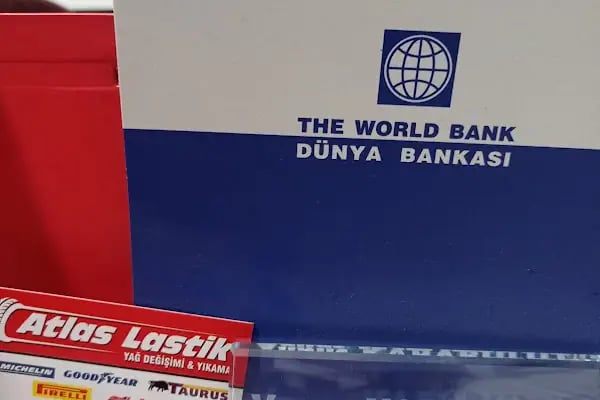 THE WORLD BANK
DÜNYA BANKASI
Atlas Lastik
YAĞ DEĞİŞİMİ & YIKAMA
MICHELIN GOODYEAR TAURUS
PIRELLI